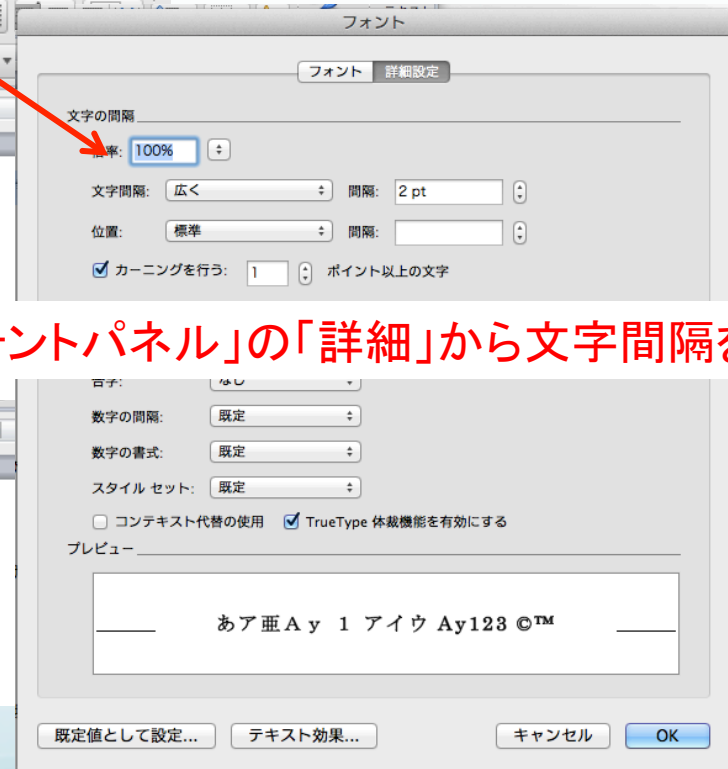 フォント
フォント 詳細設定
文字の間隔
倍率: 100%
文字間隔: 広く 間隔: 2 pt
位置: 標準 間隔:
カーニングを行う: 1 ポイント以上の文字
ントパネル」の「詳細」から文字間隔
合字: なし
数字の間隔: 既定
数字の書式: 既定
スタイル セット: 既定
コンテキスト代替の使用 TrueType 体裁機能を有効にする
プレビュー
あア亜Ａｙ １ アイウ Ay123 ©™
既定値として設定... テキスト効果... キャンセル OK